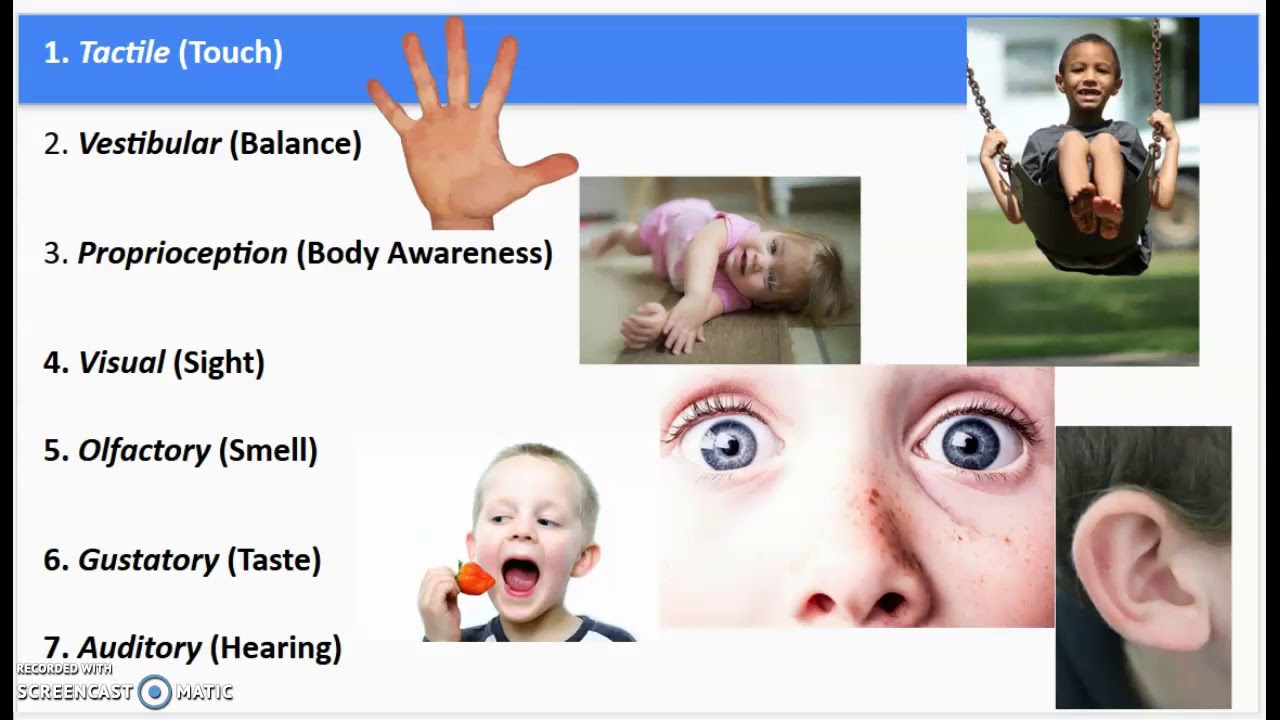 1. Tactile (Touch)
2. Vestibular (Balance)
3. Proprioception (Body Awareness)
4. Visual (Sight)
5. Olfactory (Smell)
6. Gustatory (Taste)
7. Auditory (Hearing)
RECORDED WITH
SCREENCAST MATIC